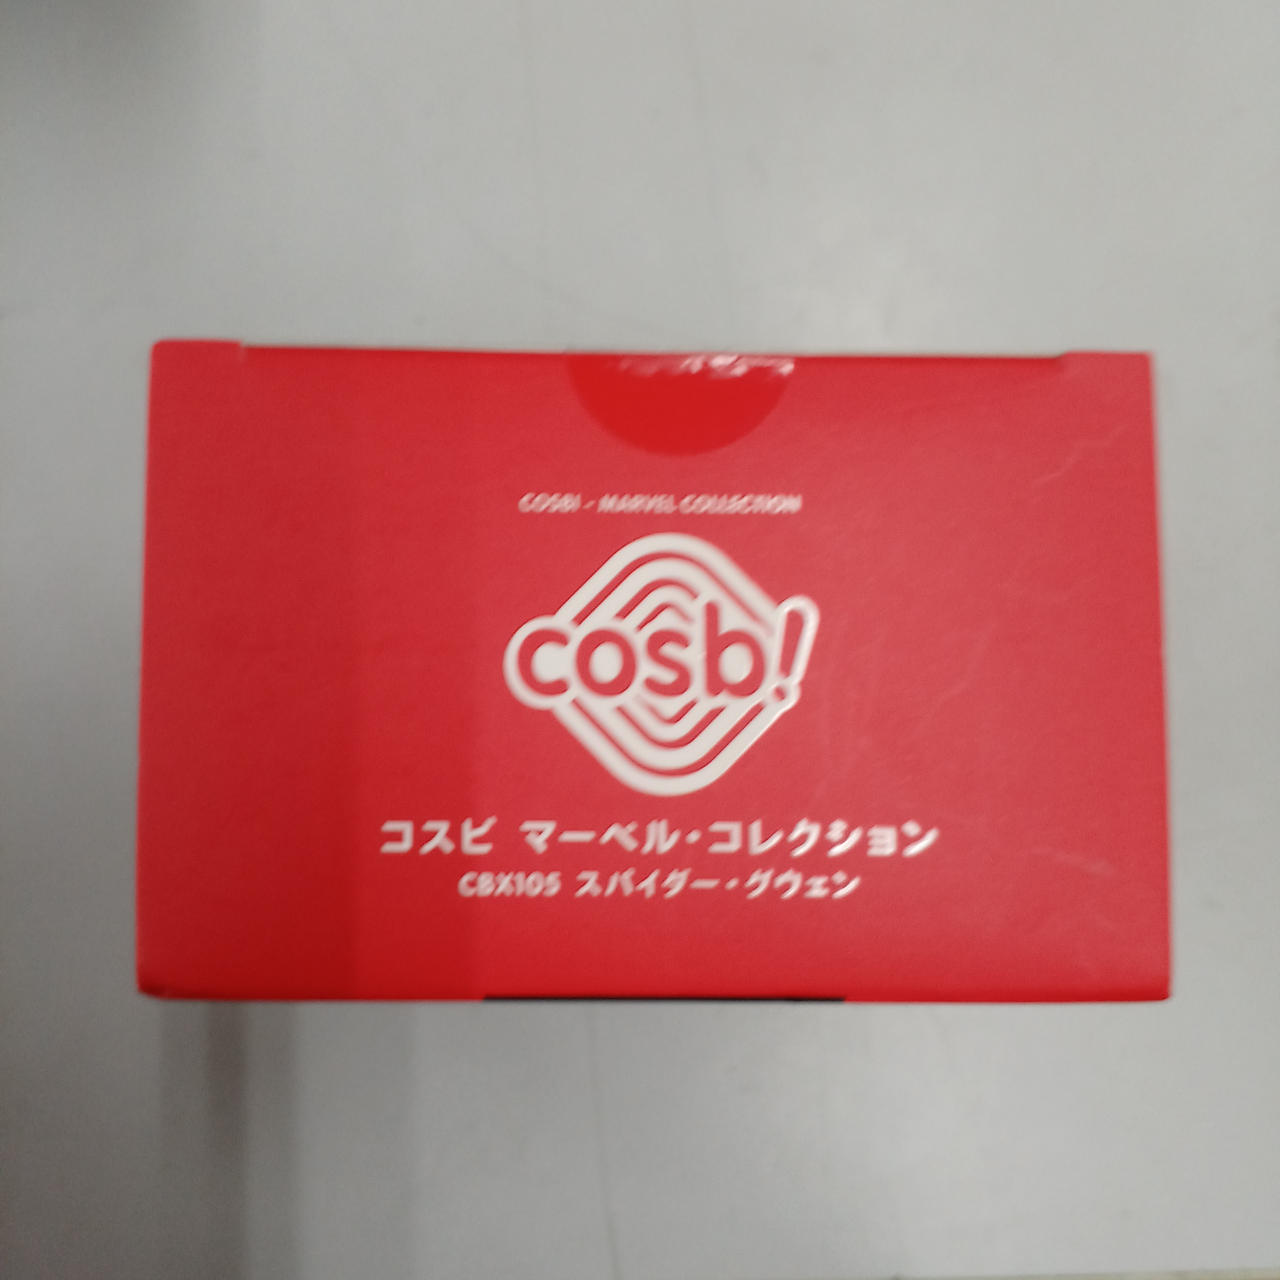 COSBI - MARVEL COLLECTION
cosb!
コスビ マーベル・コレクション
CBX105 スパイダー・グウェン